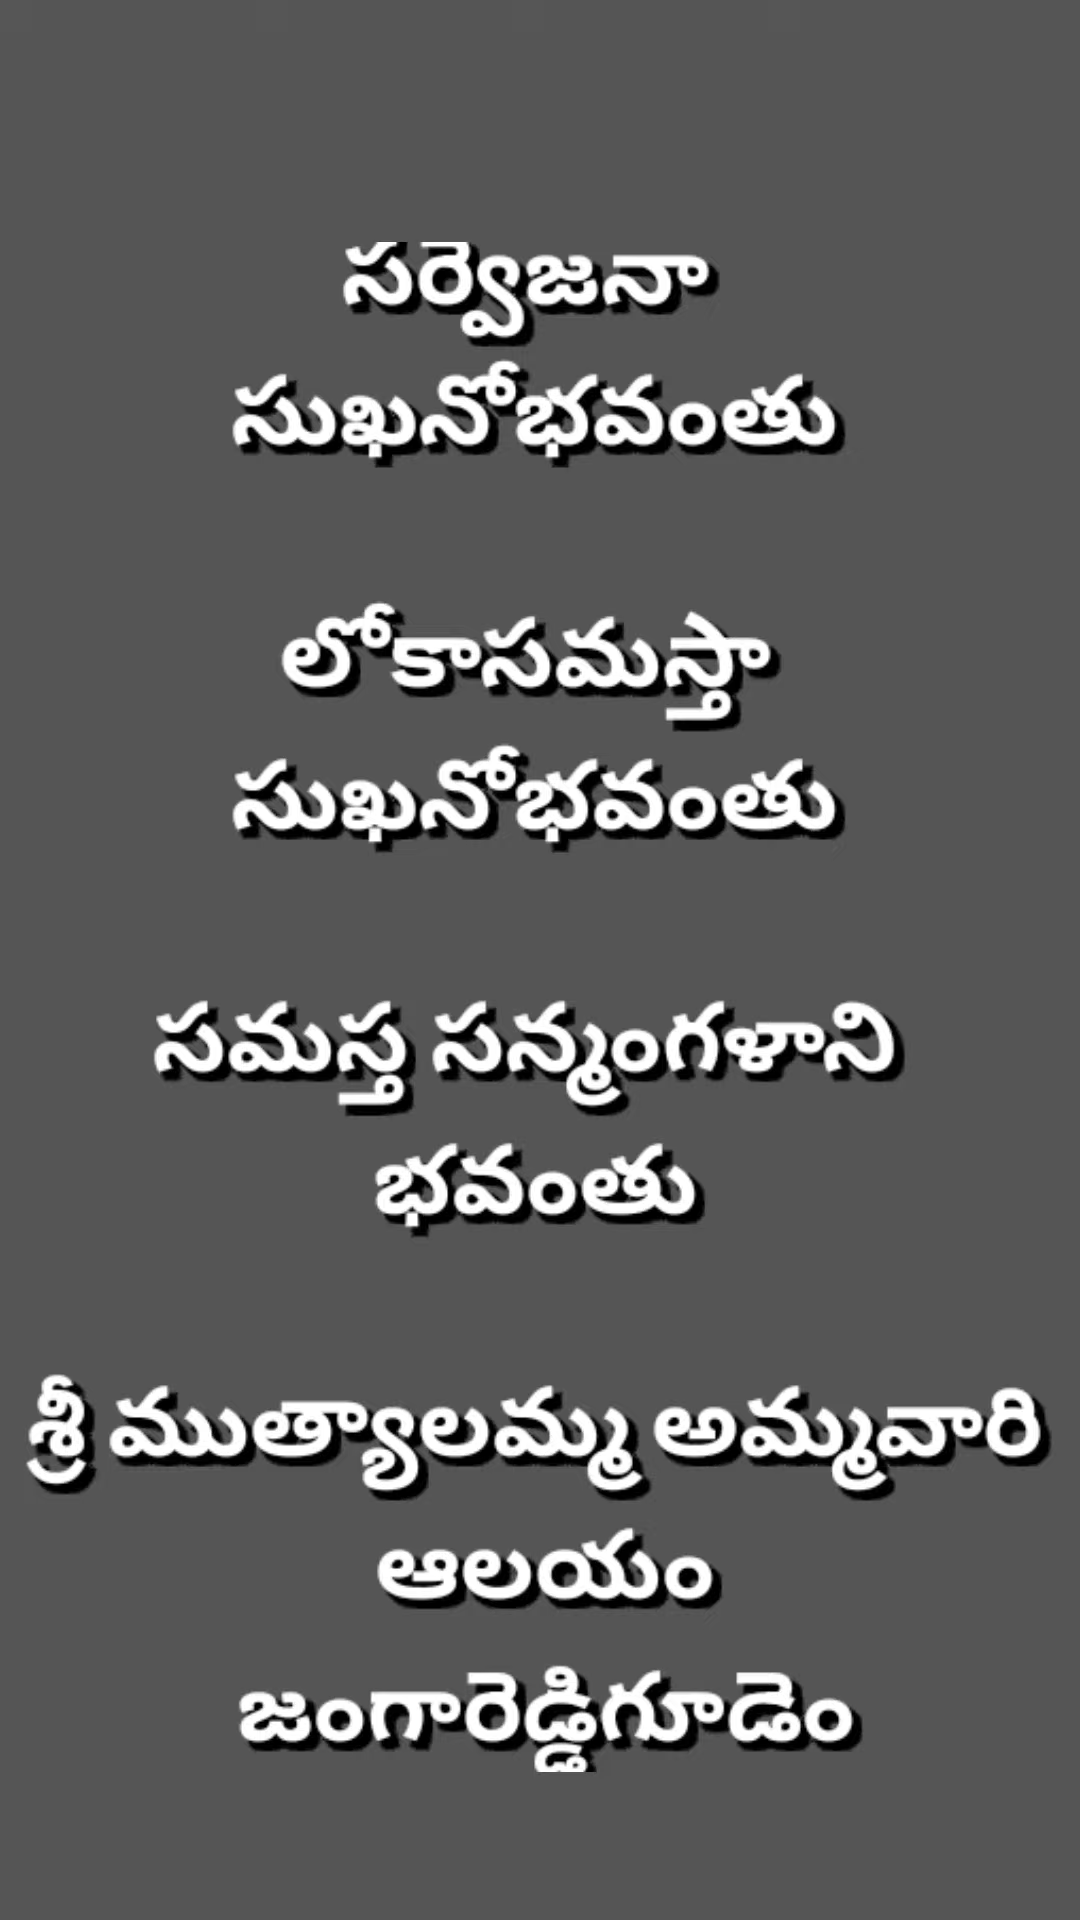 సర్వెజనా
సుఖనోభవంతు
లోకాసమస్తా
సుఖనోభవంతు
సమస్త సన్మంగళాని
భవంతు
శ్రీ ముత్యాలమ్మ అమ్మవారి
ఆలయం
జంగారెడ్డిగూడెం